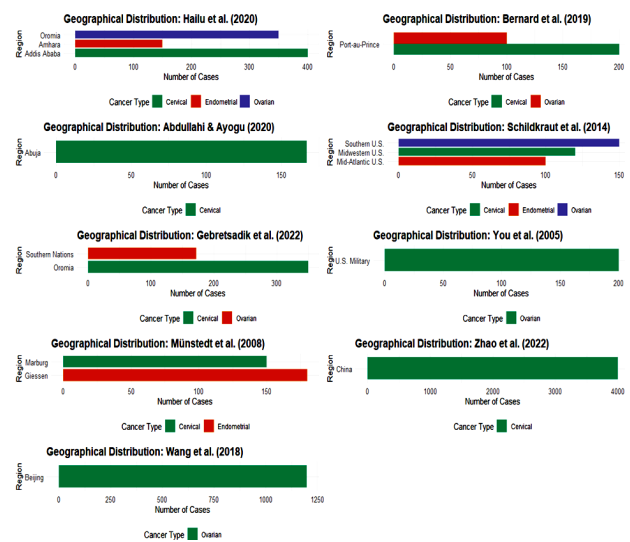 Geographical Distribution: Hailu et al. (2020)
Region
Oromia
Amhara
Addis Ababa
0 100 200 300 400
Number of Cases
Cancer Type Cervical Endometrial Ovarian
Geographical Distribution: Bernard et al. (2019)
Region
Port-au-Prince
0 50 100 150 200
Number of Cases
Cancer Type Cervical Ovarian
Geographical Distribution: Abdullahi & Ayogu (2020)
Region
Abuja
0 50 100 150
Number of Cases
Cancer Type Cervical
Geographical Distribution: Schildkraut et al. (2014)
Region
Southern U.S.
Midwestern U.S.
Mid-Atlantic U.S.
0 50 100 150
Number of Cases
Cancer Type Cervical Endometrial Ovarian
Geographical Distribution: Gebretsadik et al. (2022)
Region
Southern Nations
Oromia
0 100 200 300
Number of Cases
Cancer Type Cervical Ovarian
Geographical Distribution: You et al. (2005)
Region
U.S. Military
0 50 100 150 200
Number of Cases
Cancer Type Ovarian
Geographical Distribution: Münstedt et al. (2008)
Region
Marburg
Giessen
0 50 100 150
Number of Cases
Cancer Type Cervical Endometrial
Geographical Distribution: Zhao et al. (2022)
Region
China
0 1000 2000 3000 4000
Number of Cases
Cancer Type Cervical
Geographical Distribution: Wang et al. (2018)
Region
Beijing
0 250 500 750 1000 1250
Number of Cases
Cancer Type Ovarian